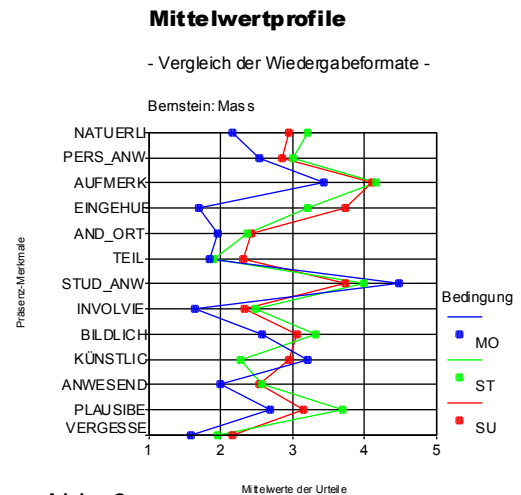 Mittelwertprofile
- Vergleich der Wiedergabeformate -
Bernstein: Mass
NATUERLI
PERS_ANW
AUFMERK
EINGEHUE
AND_ORT
TEIL
STUD_ANW
INVOLVIE
BILDLICH
KÜNSTLIC
ANWESEND
PLAUSIBE
VERGESSE
Präsenz-Merkmale
1 2 3 4 5
Mittelwerte der Urteile
Bedingung
MO
ST
SU